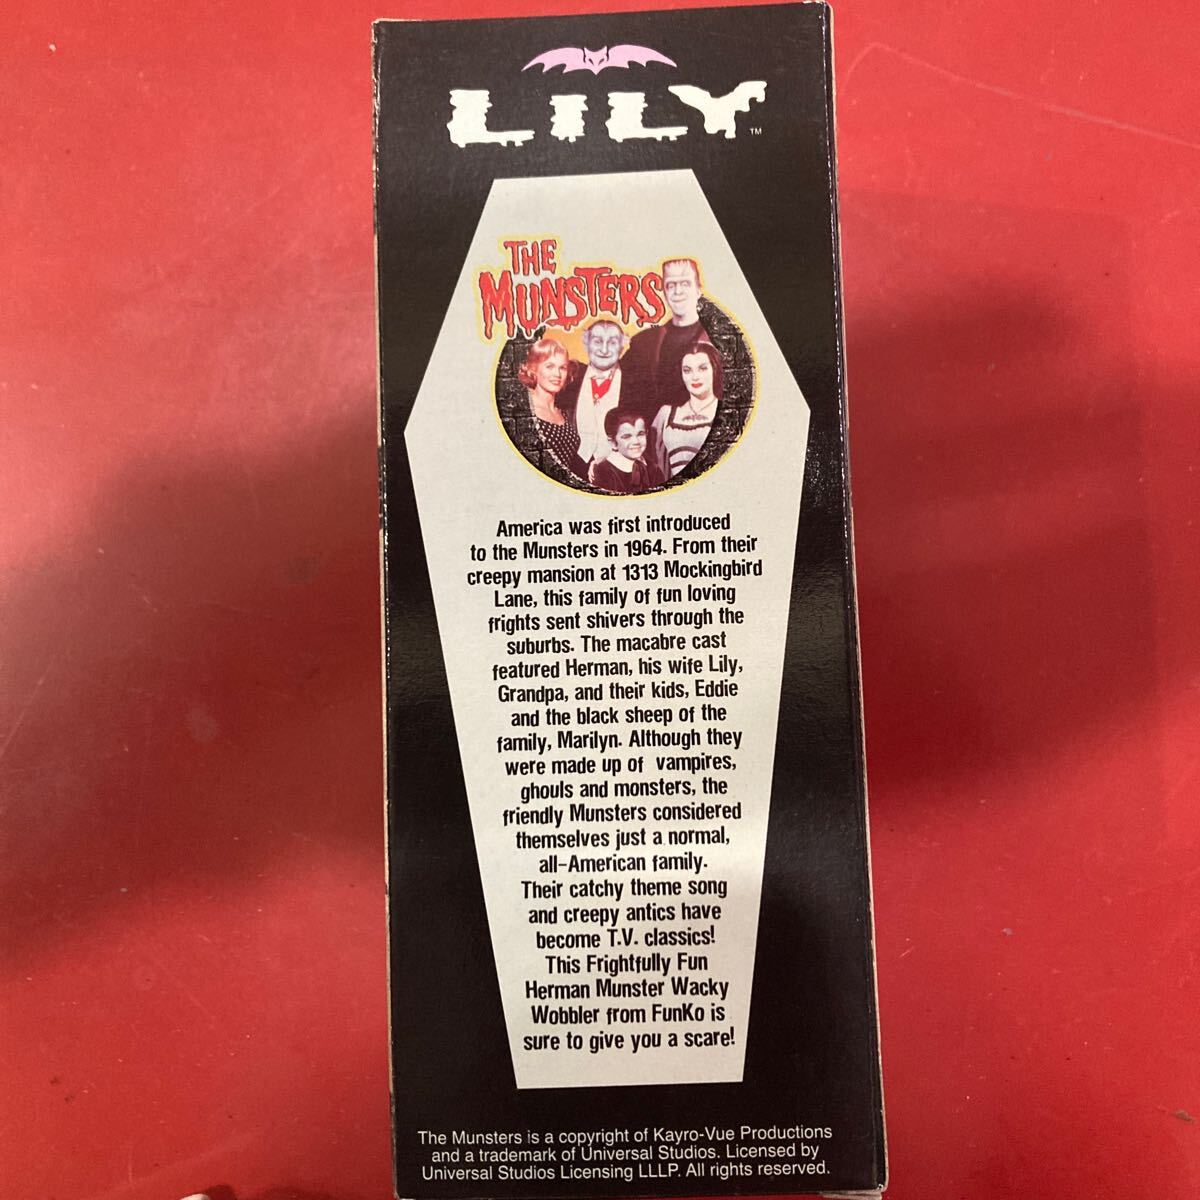 LILY™
THE
MUNSTERS
America was first introduced
to the Munsters in 1964. From their
creepy mansion at 1313 Mockingbird
Lane, this family of fun loving
frights sent shivers through the
suburbs. The macabre cast
featured Herman, his wife Lily,
Grandpa, and their kids, Eddie
and the black sheep of the
family, Marilyn. Although they
were made up of vampires,
ghouls and monsters, the
friendly Munsters considered
themselves just a normal,
all-American family.
Their catchy theme song
and creepy antics have
become T.V. classics!
This Frightfully Fun
Herman Munster Wacky
Wobbler from FunKo is
sure to give you a scare!
The Munsters is a copyright of Kayro-Vue Productions
and a trademark of Universal Studios. Licensed by
Universal Studios Licensing LLLP. All rights reserved.